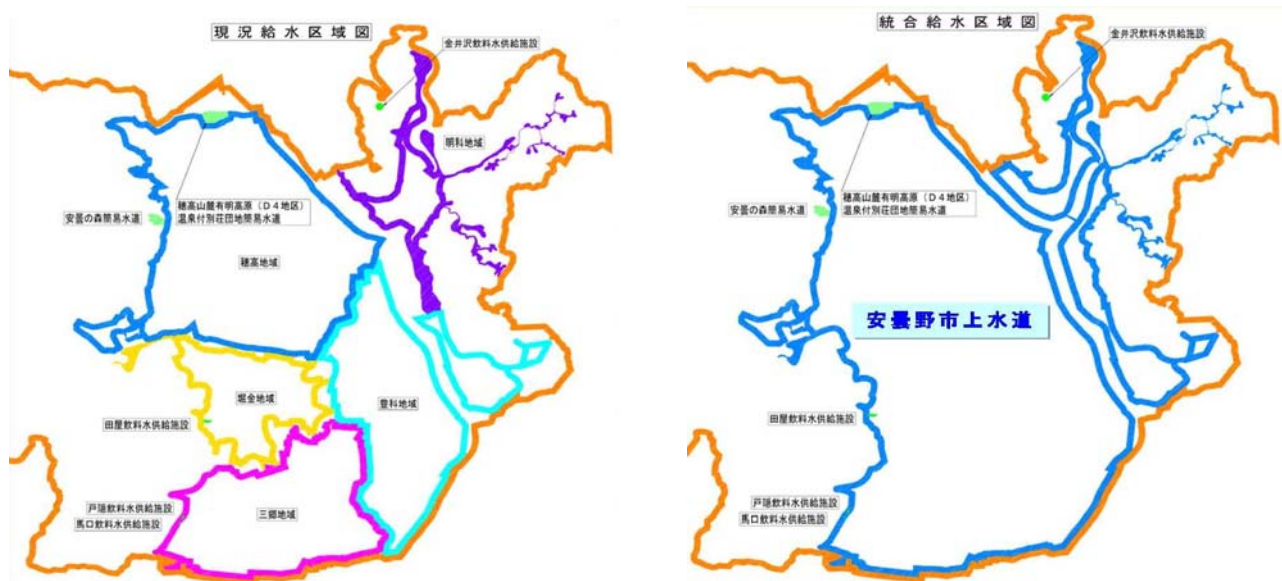 現況給水区域図
金井沢飲料水供給施設
明科地域
穂高山麓有明高原（D4地区）
温泉付別荘団地簡易水道
安曇の森簡易水道
穂高地域
堀金地域
登科地域
田屋飲料水供給施設
戸隠飲料水供給施設
馬口飲料水供給施設
三郷地域
統合給水区域図
金井沢飲料水供給施設
穂高山麓有明高原（D4地区）
温泉付別荘団地簡易水道
安曇の森簡易水道
安曇野市上水道
田屋飲料水供給施設
戸隠飲料水供給施設
馬口飲料水供給施設